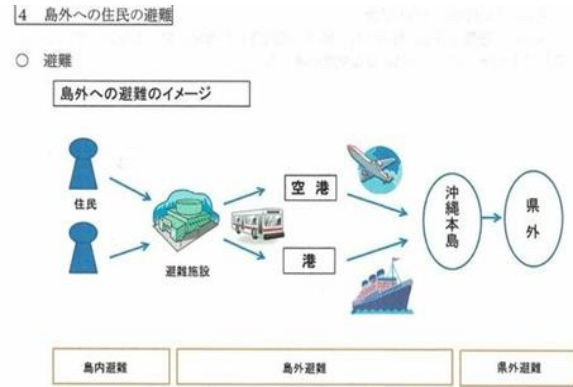 4 島外への住民の避難
○ 避難
島外への避難のイメージ
住民
避難施設
空港
港
沖縄本島
県外
島内避難
島外避難
県外避難